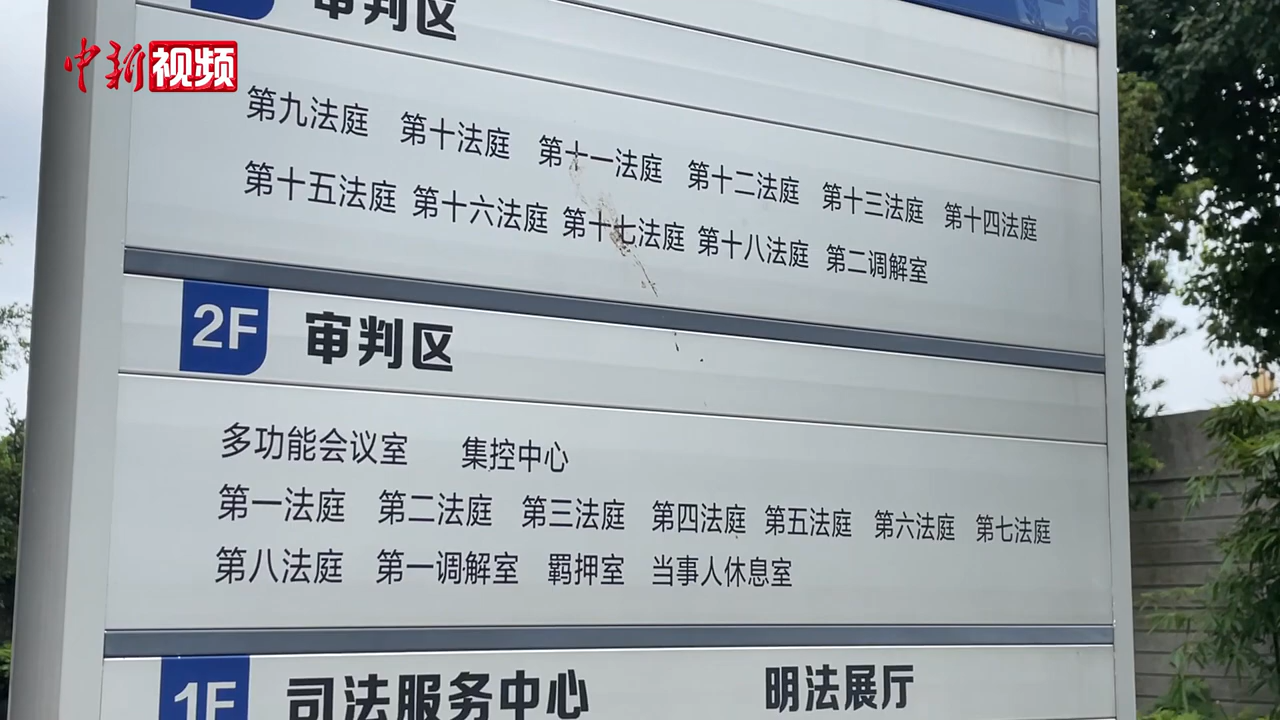 审判区
中新视频
第九法庭 第十法庭 第十一法庭 第十二法庭 第十三法庭 第十四法庭
第十五法庭 第十六法庭 第十七法庭 第十八法庭 第二调解室
2F 审判区
多功能会议室 集控中心
第一法庭 第二法庭 第三法庭 第四法庭 第五法庭 第六法庭 第七法庭
第八法庭 第一调解室 羁押室 当事人休息室
1F 司法服务中心 明法展厅